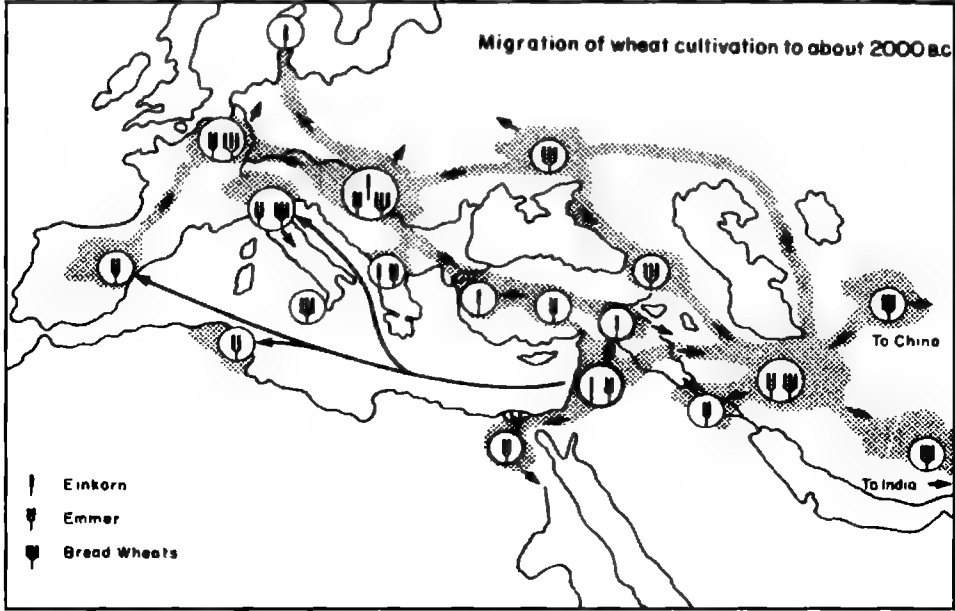 Migration of wheat cultivation to about 2000 B.C
To China
To India
Einkorn
Emmer
Bread Wheats